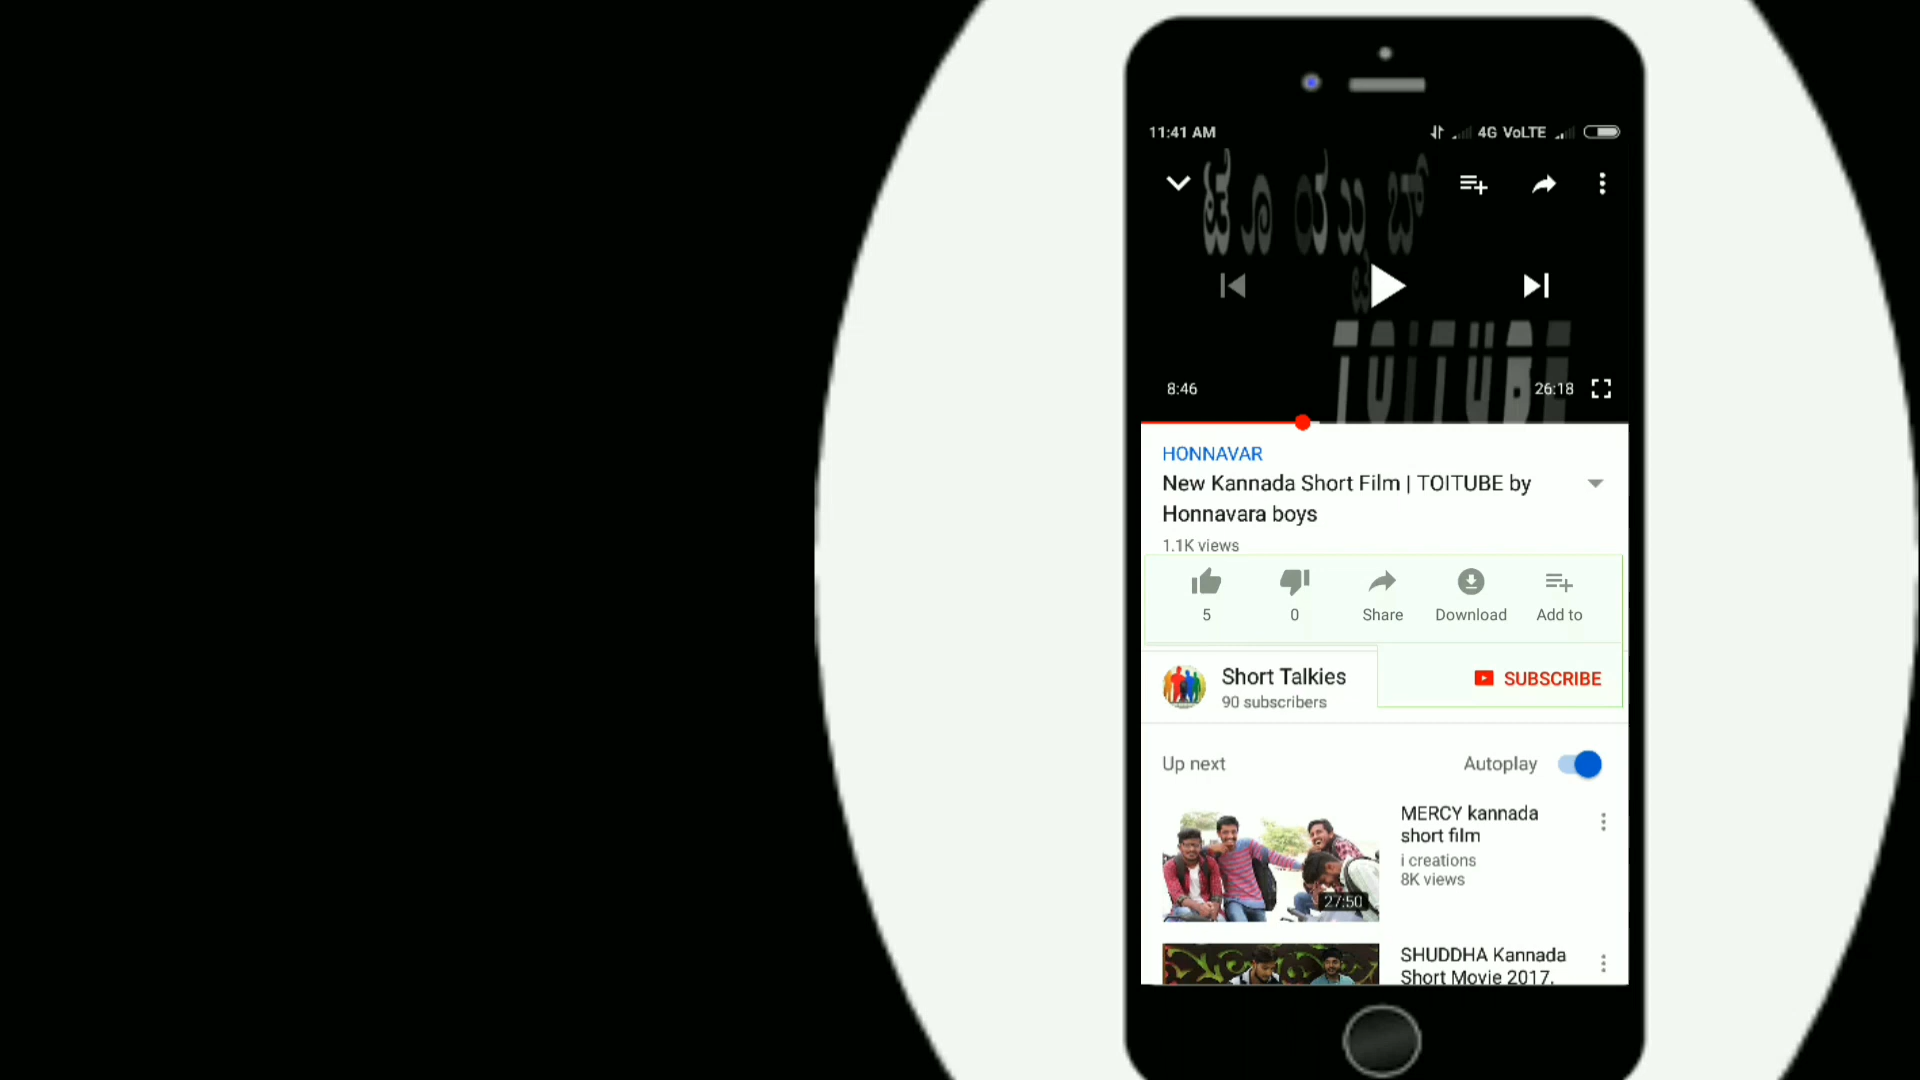 11:41 AM
4G VoLTE
TOiTUBE
8:46
26:18
HONNAVAR
New Kannada Short Film | TOITUBE by
Honnavara boys
1.1K views
5
0
Share
Download
Add to
Short Talkies
90 subscribers
SUBSCRIBE
Up next
Autoplay
MERCY kannada
short film
i creations
8K views
27:50
SHUDDHA Kannada
Short Movie 2017.